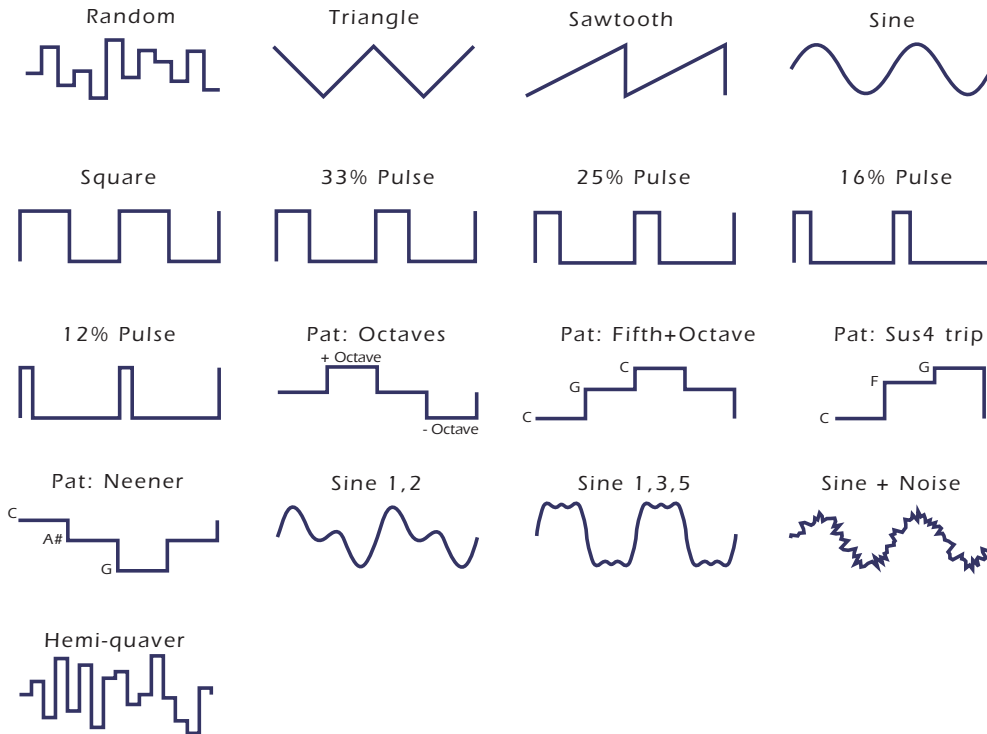 Random
Triangle
Sawtooth
Sine
Square
33% Pulse
25% Pulse
16% Pulse
12% Pulse
Pat: Octaves
+ Octave
- Octave
Pat: Fifth+Octave
C
G
C
Pat: Sus4 trip
G
F
C
Pat: Neener
C
A#
G
Sine 1,2
Sine 1,3,5
Sine + Noise
Hemi-quaver